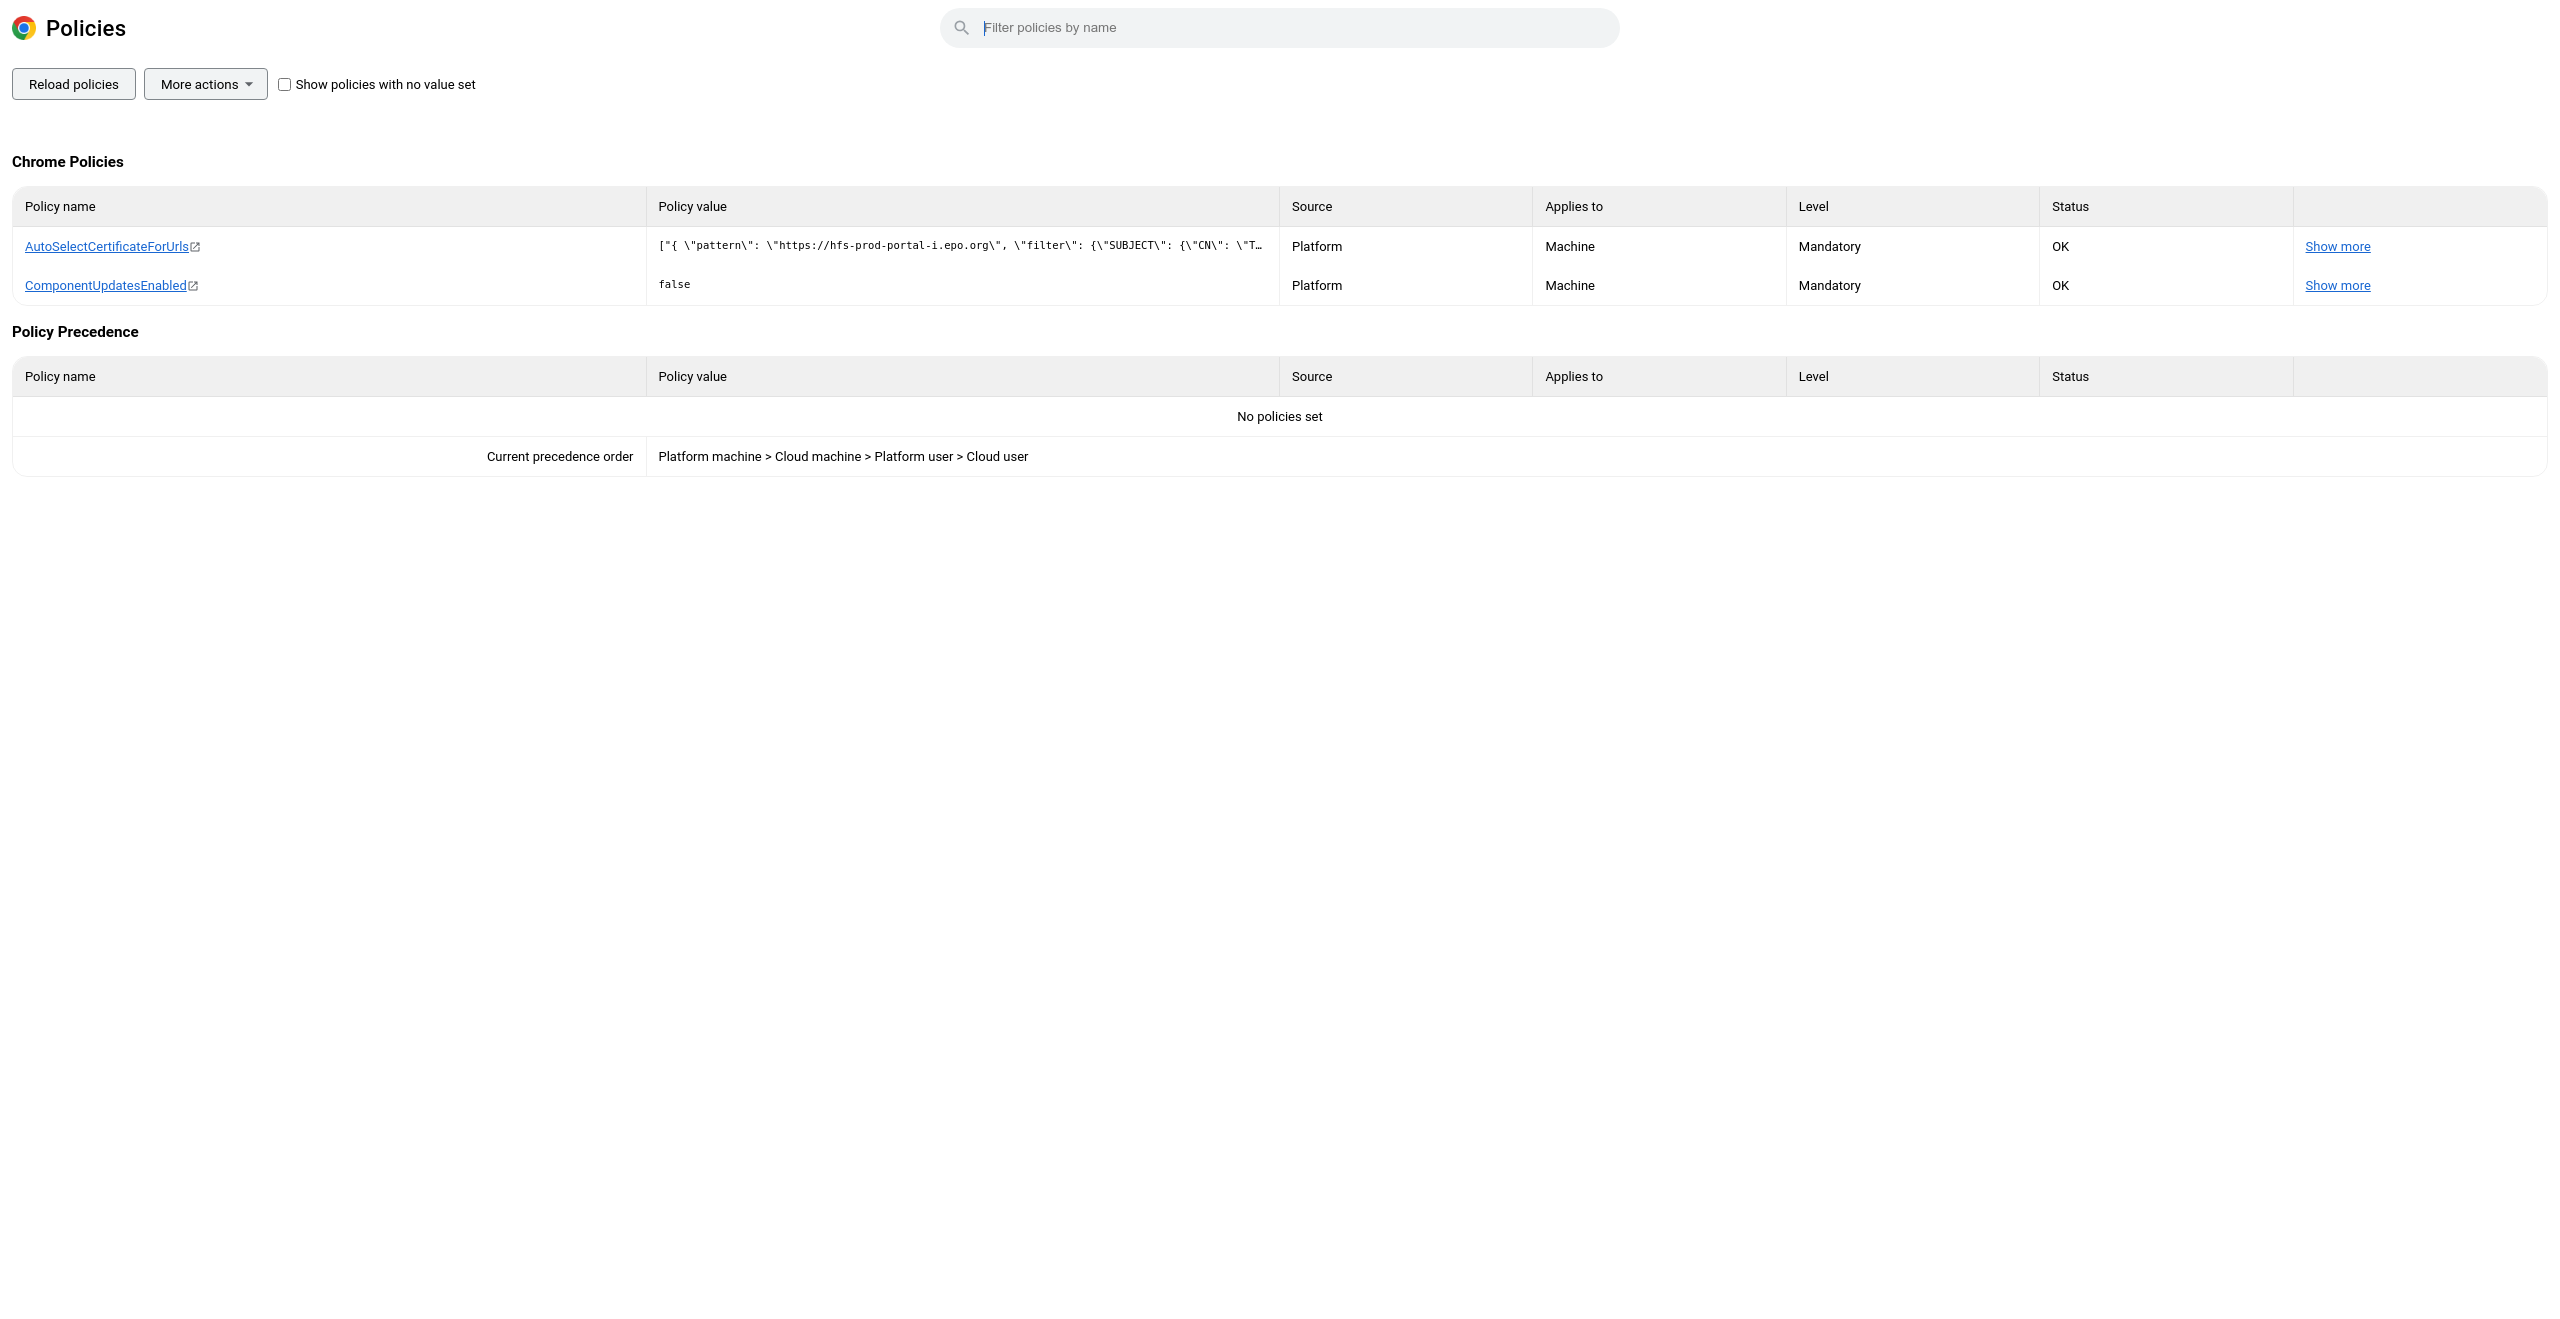 Policies
Filter policies by name
Reload policies More actions Show policies with no value set
Chrome Policies
Policy name Policy value Source Applies to Level Status
AutoSelectCertificateForUrls ["{ \"pattern\": \"https://hfs-prod-portal-i.epo.org\", \"filter\": {\"SUBJECT\": {\"CN\": \"T… Platform Machine Mandatory OK Show more
ComponentUpdatesEnabled false Platform Machine Mandatory OK Show more
Policy Precedence
Policy name Policy value Source Applies to Level Status
No policies set
Current precedence order Platform machine > Cloud machine > Platform user > Cloud user